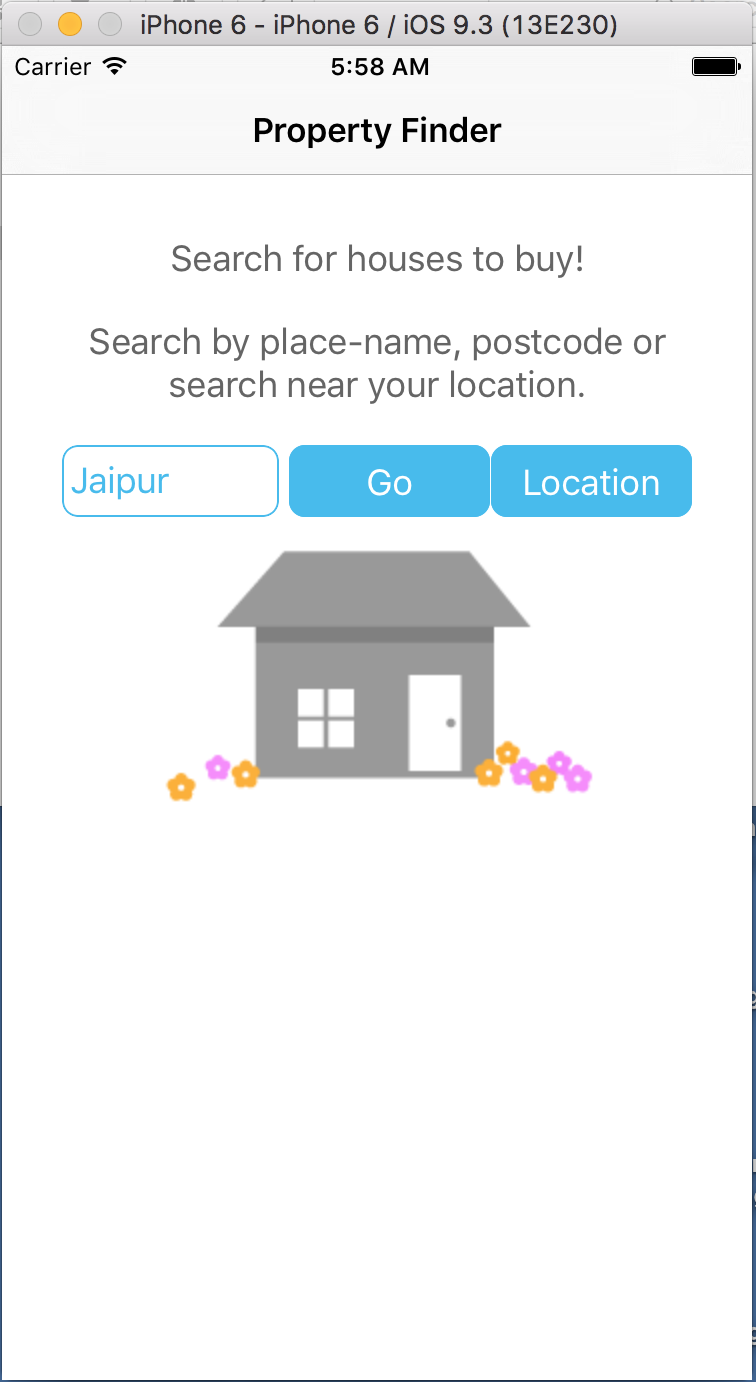 iPhone 6 - iPhone 6 / iOS 9.3 (13E230)
Carrier 5:58 AM
Property Finder
Search for houses to buy!
Search by place-name, postcode or
search near your location.
Jaipur Go Location